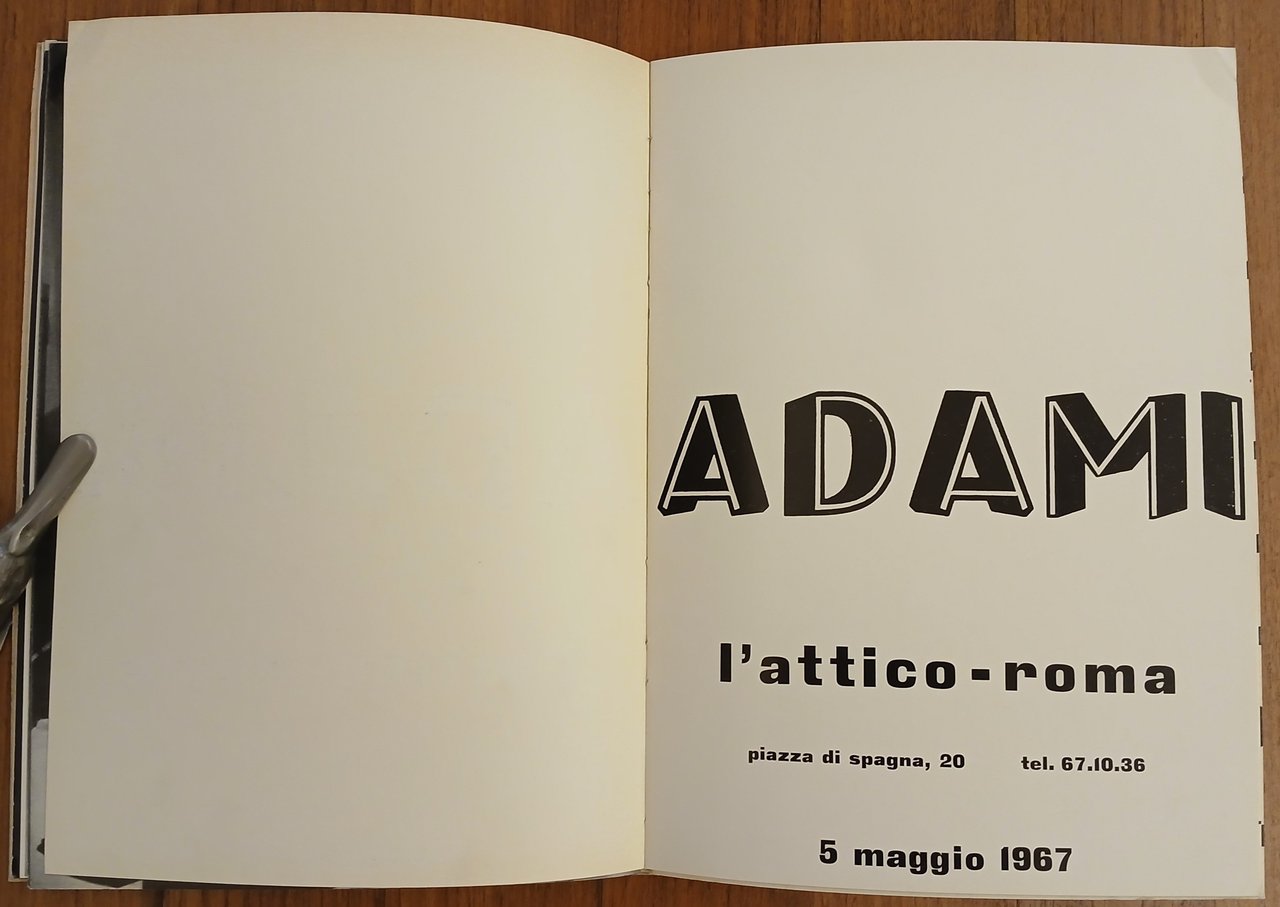 ADAMI
l'attico-roma
piazza di spagna, 20 tel. 67.10.36
5 maggio 1967